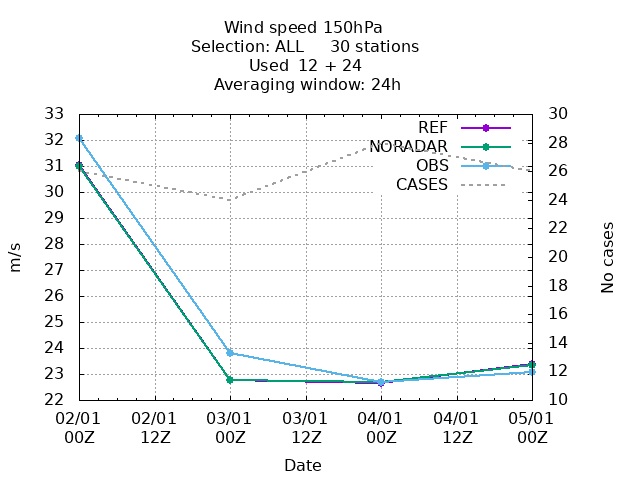 Wind speed 150hPa
Selection: ALL 30 stations
Used 12 + 24
Averaging window: 24h
33
32
31
30
29
28
27
26
25
24
23
22
m/s
30
28
26
24
22
20
18
16
14
12
10
No cases
REF
NORADAR
OBS
CASES
02/01 02/01 03/01 03/01 04/01 04/01 05/01
00Z 12Z 00Z 12Z 00Z 12Z 00Z
Date